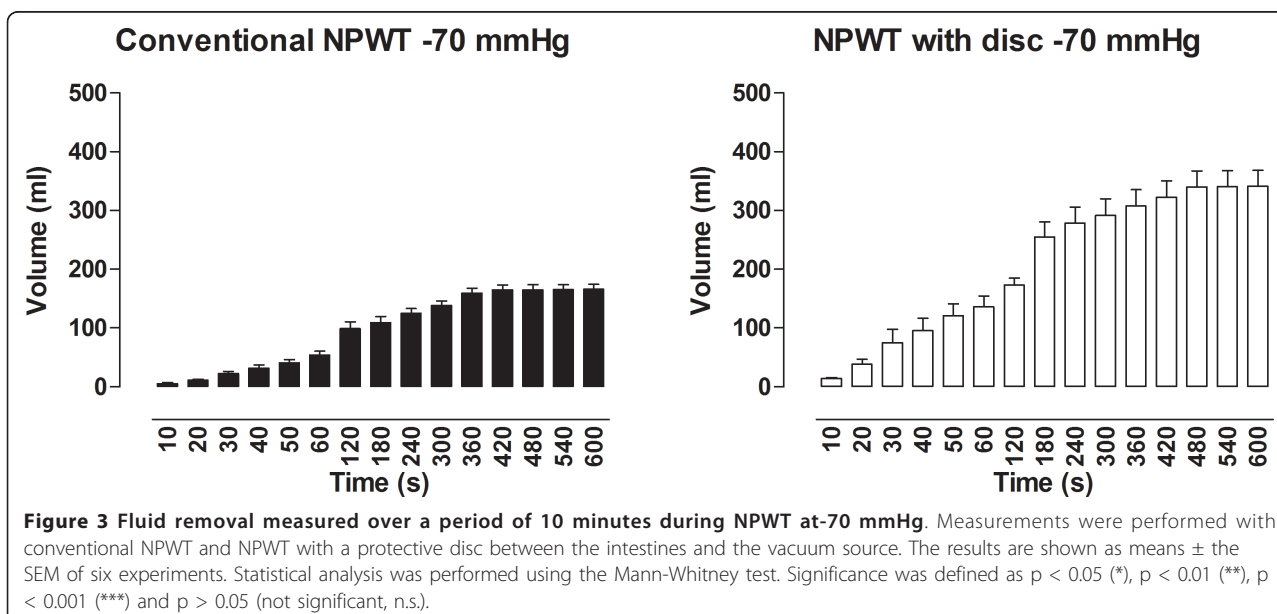 Conventional NPWT -70 mmHg
500
400
300
200
100
0
Volume (ml)
10 20 30 40 50 60 120 180 240 300 360 420 480 540 600
Time (s)
NPWT with disc -70 mmHg
500
400
300
200
100
0
Volume (ml)
10 20 30 40 50 60 120 180 240 300 360 420 480 540 600
Time (s)
Figure 3 Fluid removal measured over a period of 10 minutes during NPWT at-70 mmHg. Measurements were performed with
conventional NPWT and NPWT with a protective disc between the intestines and the vacuum source. The results are shown as means ± the
SEM of six experiments. Statistical analysis was performed using the Mann-Whitney test. Significance was defined as p < 0.05 (*), p < 0.01 (**), p
< 0.001 (***) and p > 0.05 (not significant, n.s.).